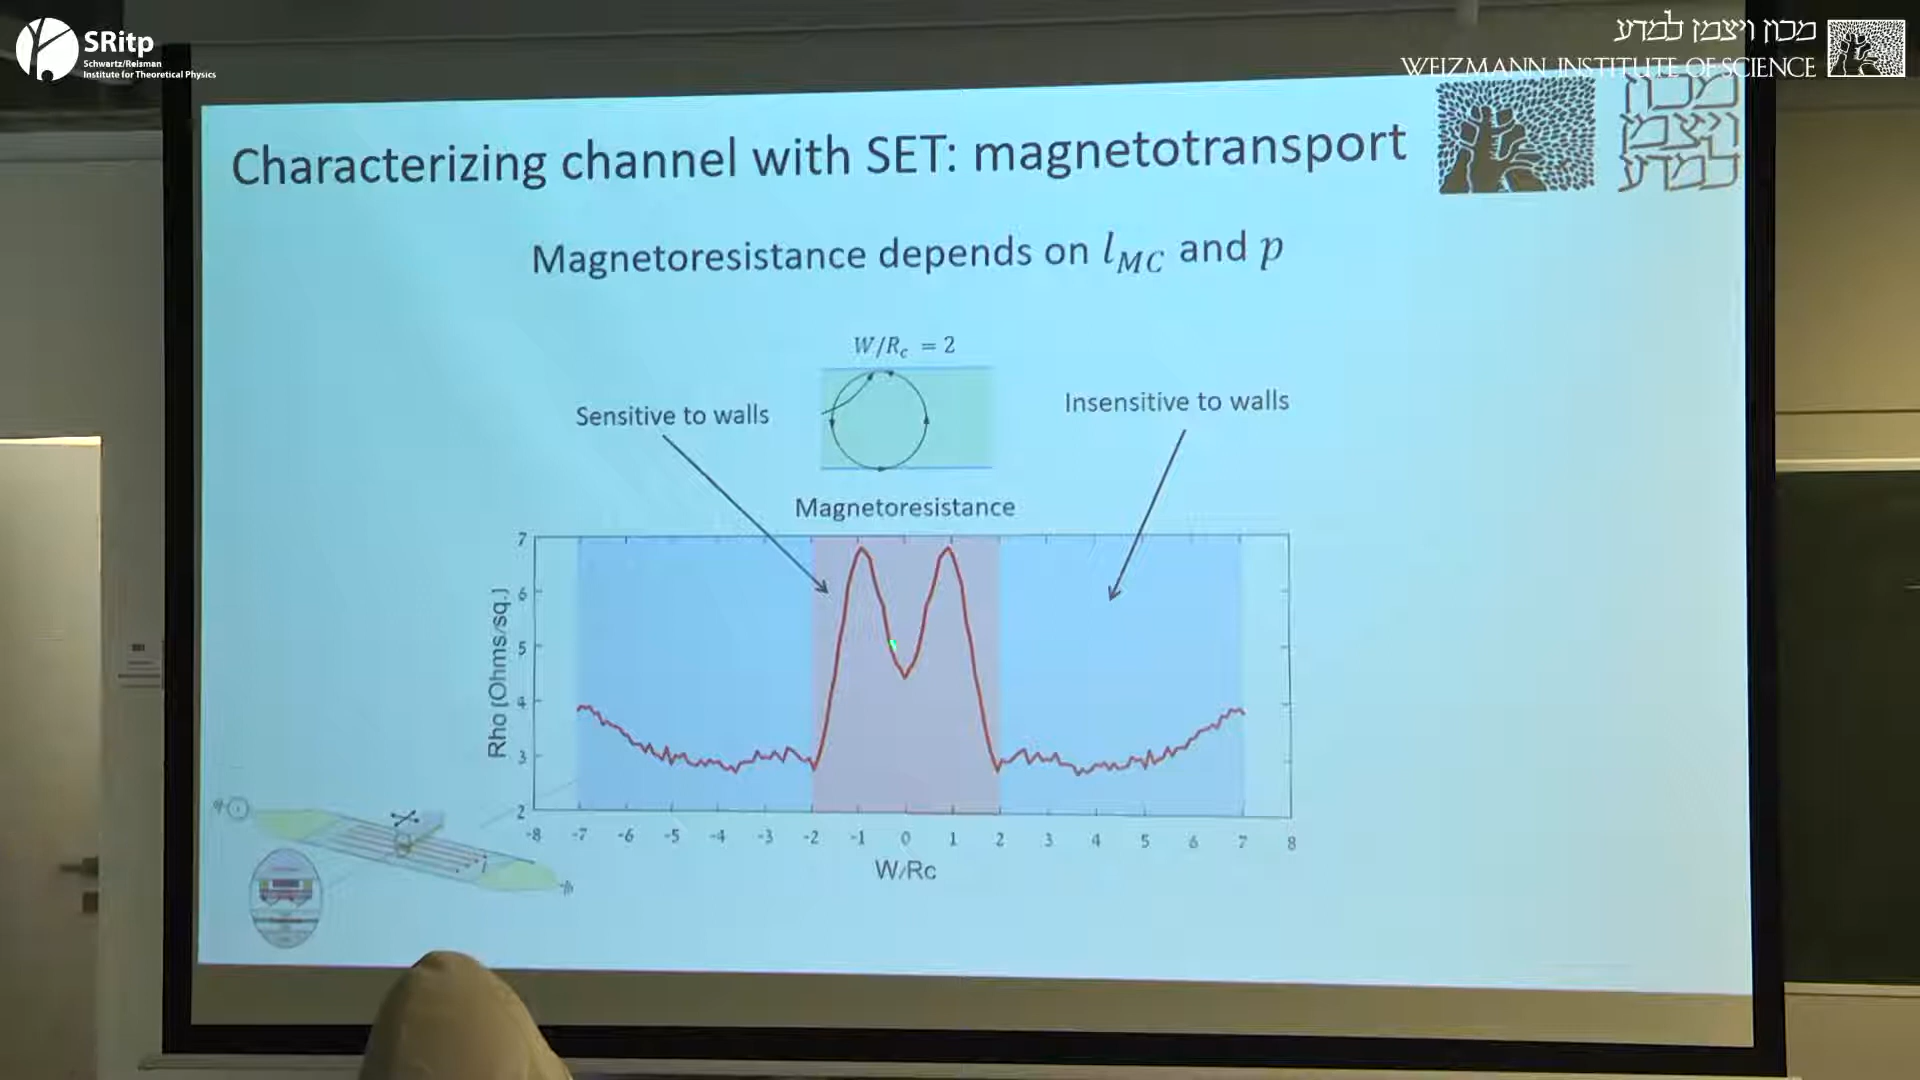 SRitp
Schwartz/Reisman
Institute for Theoretical Physics
מכון ויצמן למדע
WEIZMANN INSTITUTE OF SCIENCE
Characterizing channel with SET: magnetotransport
מכון
ויצמן
למדע
Magnetoresistance depends on l_MC and p
W/R_c = 2
Sensitive to walls
Insensitive to walls
Magnetoresistance
7
6
5
4
3
2
Rho (Ohms/sq.)
-8 -7 -6 -5 -4 -3 -2 -1 0 1 2 3 4 5 6 7 8
W/Rc